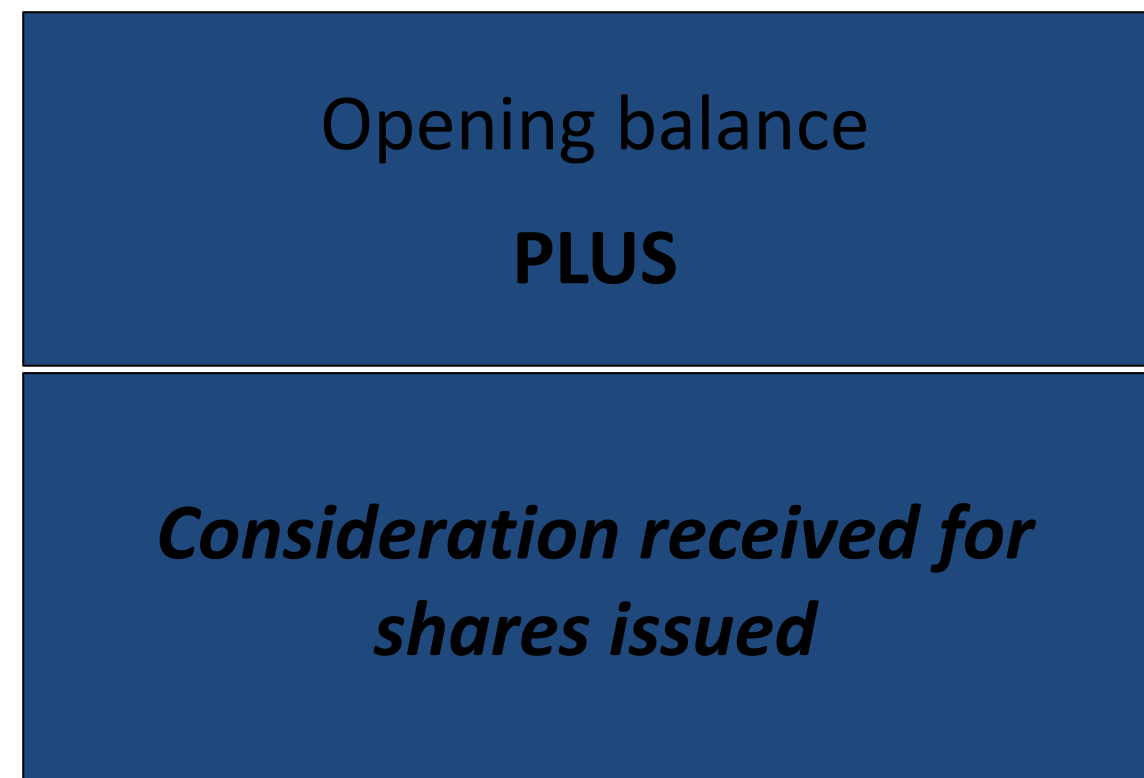 Opening balance
PLUS
Consideration received for
shares issued